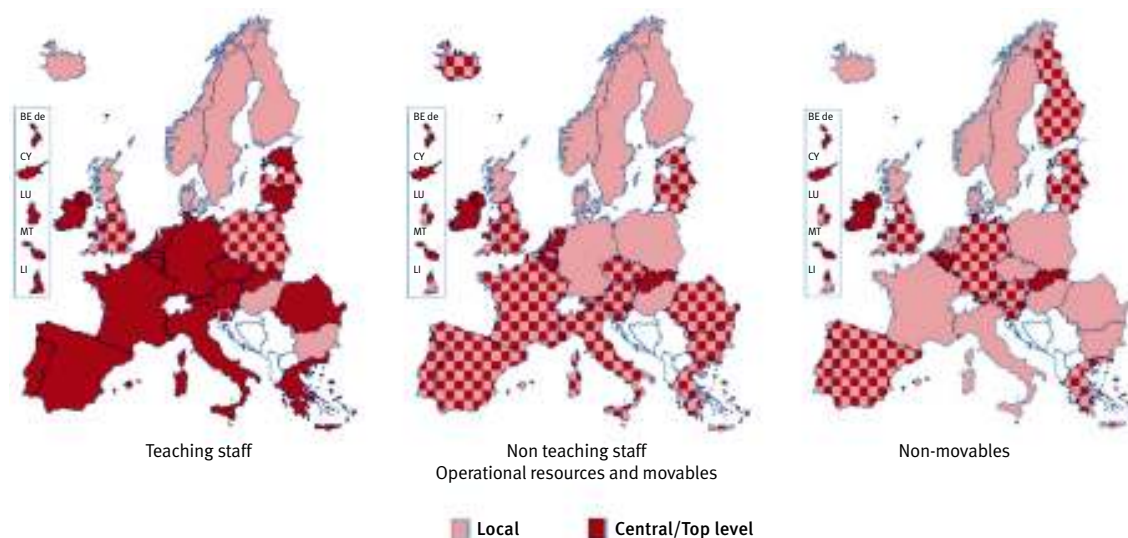 BE de
CY
LU
MT
LI
BE de
CY
LU
MT
LI
BE de
CY
LU
MT
LI
Teaching staff
Non teaching staff
Operational resources and movables
Non-movables
Local
Central/Top level